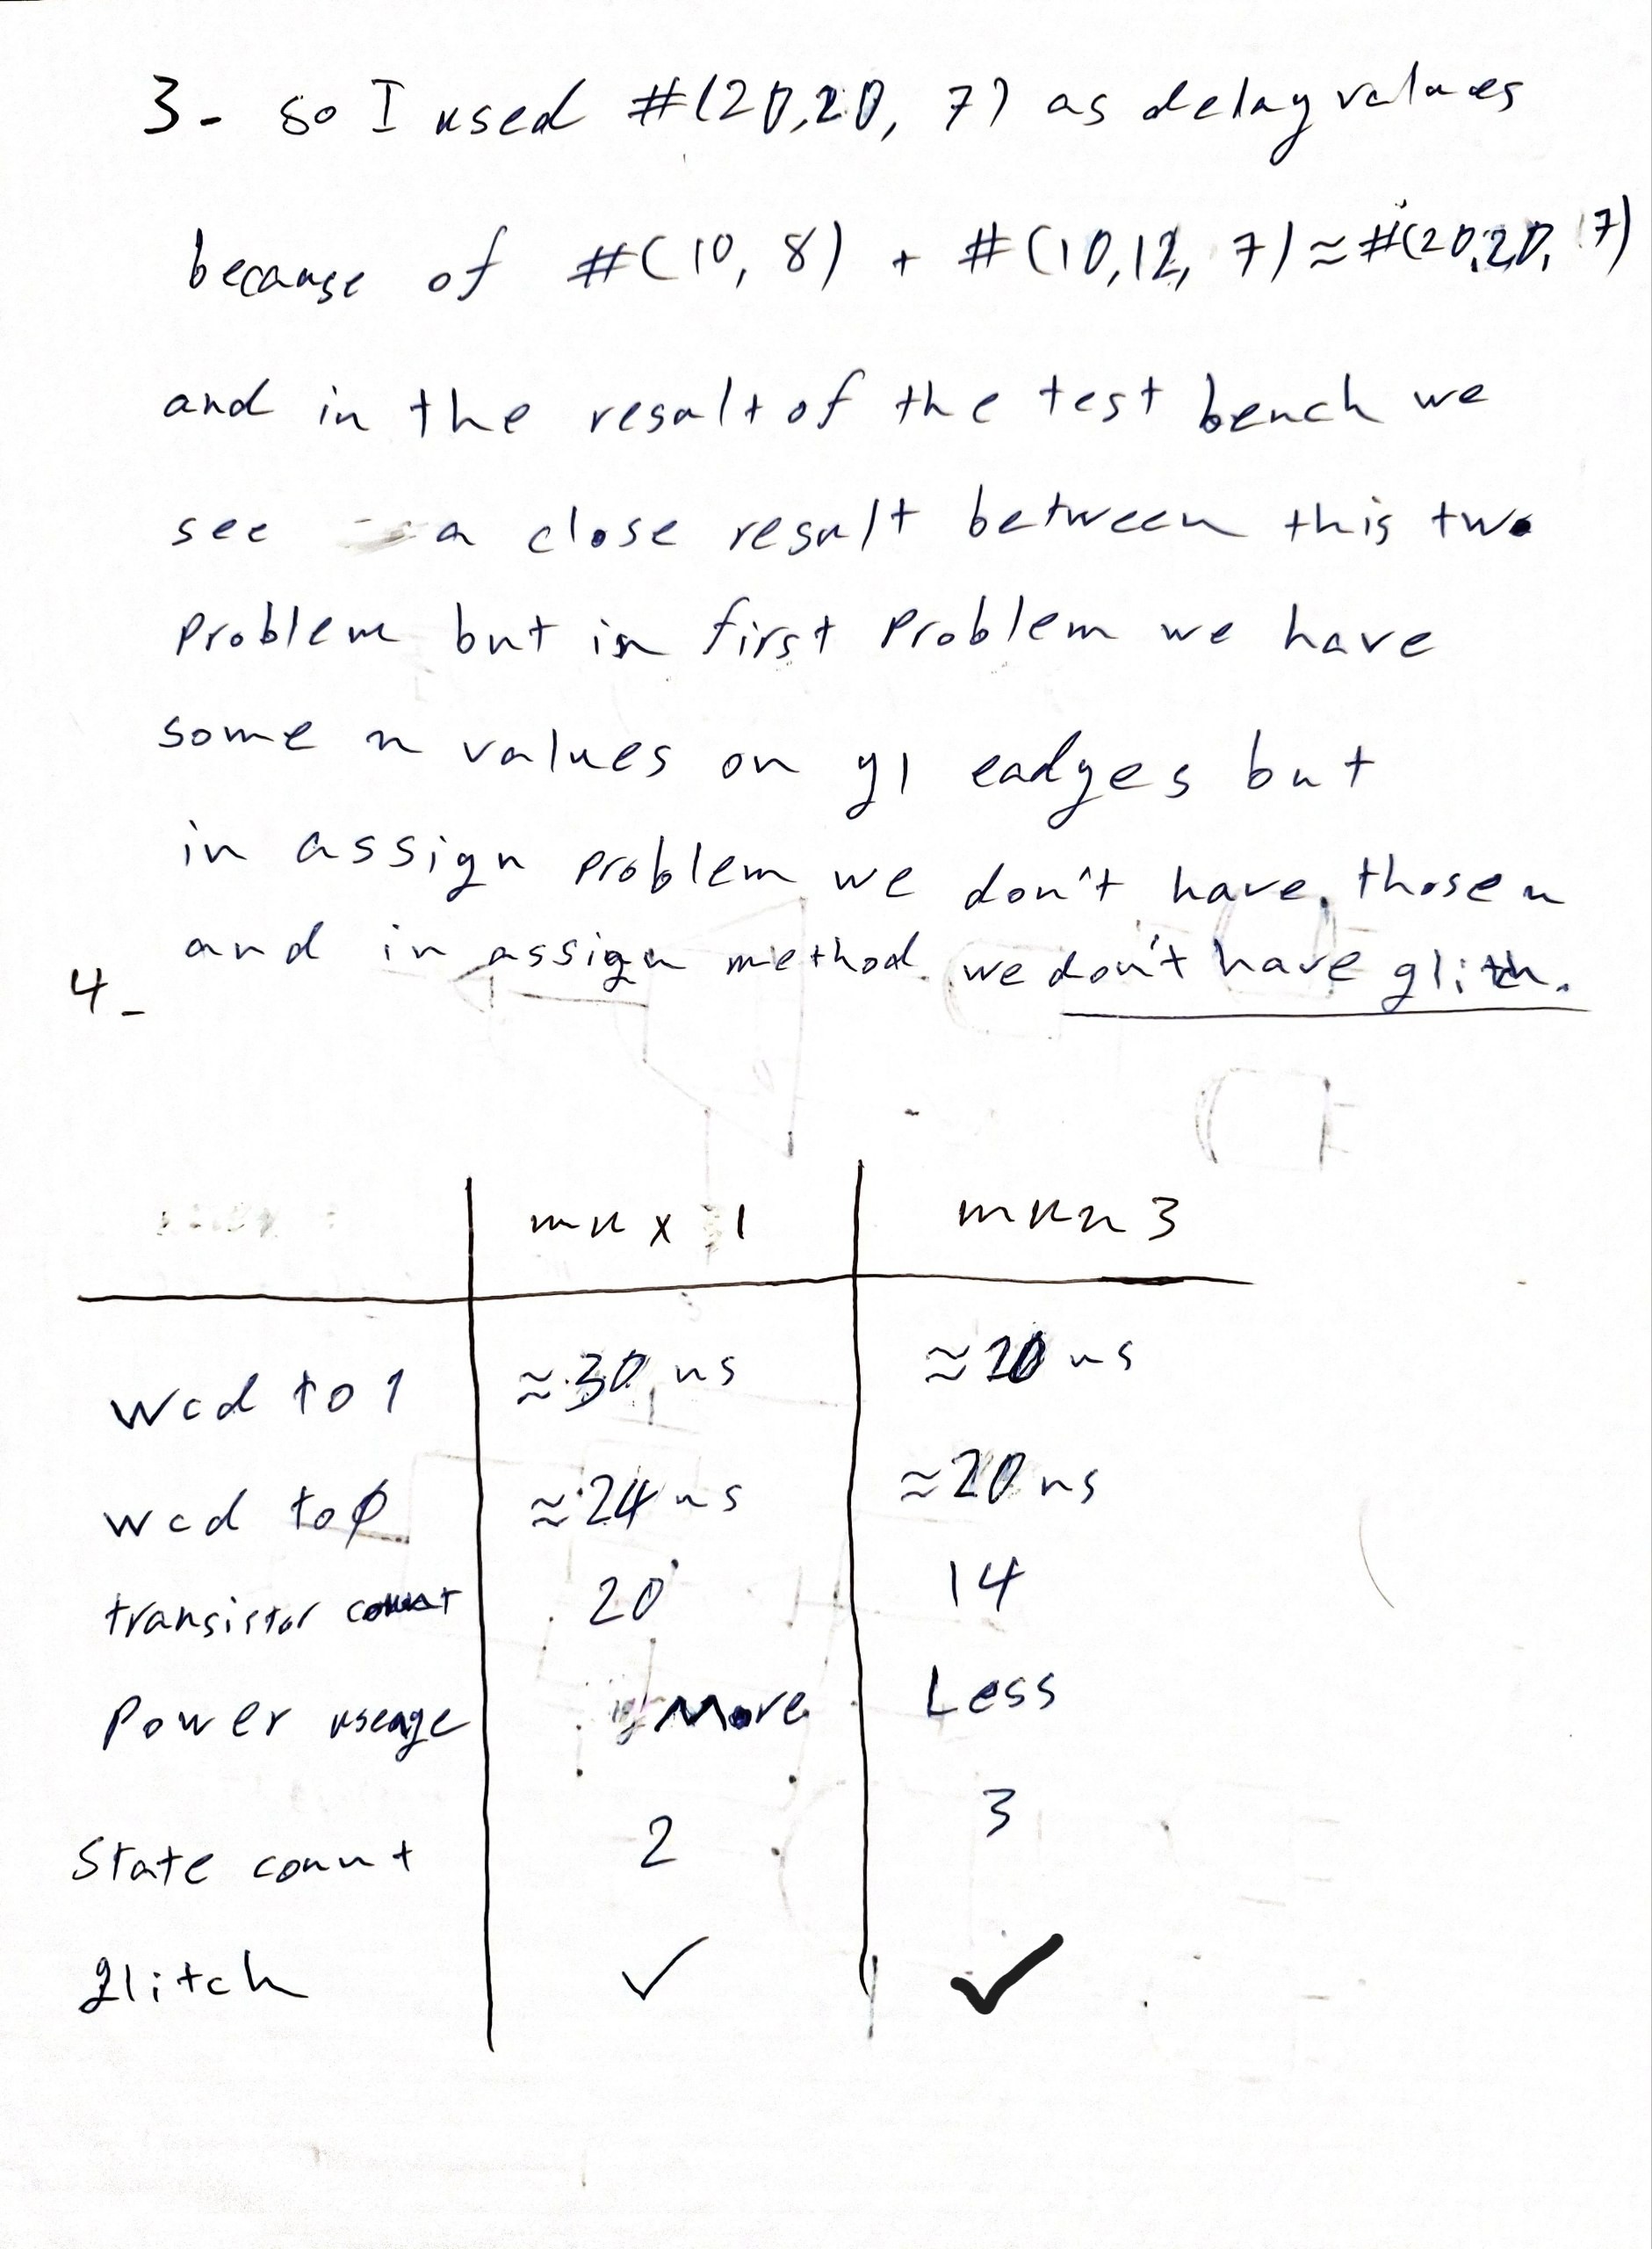 3- so I used #(20,20, 7) as delay values
because of #(10, 8) + #(10,12, 7) ≈ #(20,20, 7)
and in the result of the test bench we
see a close result between this two
problem but in first problem we have
some x values on y1 eadges but
in assign problem we don't have those x
and in assign method we don't have glitch.
4-
mux 1 mux 3
wcd to 1 ≈30 ns ≈20 ns
wcd to 0 ≈24 ns ≈20 ns
transistor count 20 14
Power useage More Less
State count 2 3
glitch ✓ ✓